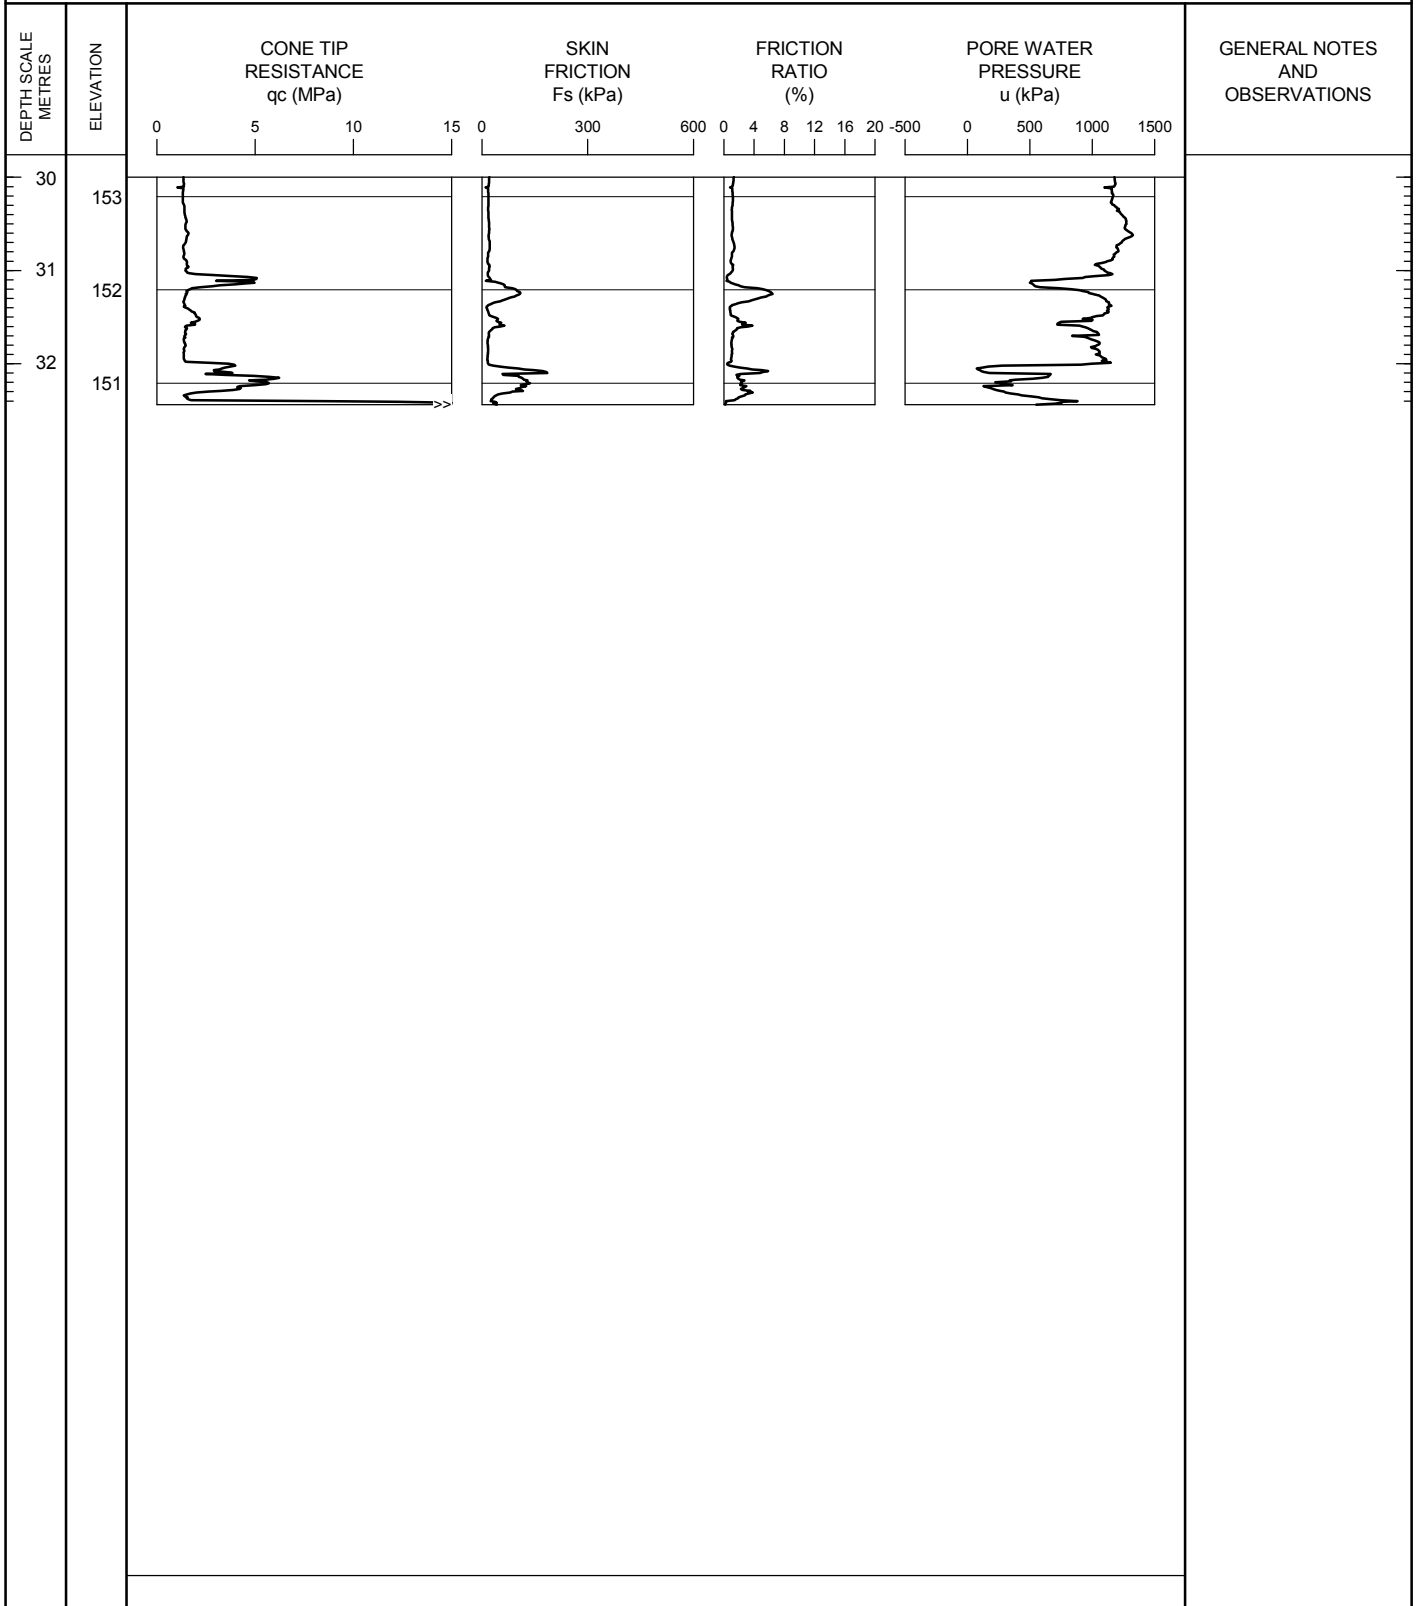 DEPTH SCALE
METRES
ELEVATION
CONE TIP
RESISTANCE
qc (MPa)
SKIN
FRICTION
Fs (kPa)
FRICTION
RATIO
(%)
PORE WATER
PRESSURE
u (kPa)
GENERAL NOTES
AND
OBSERVATIONS
0 5 10 15 0 300 600 0 4 8 12 16 20 -500 0 500 1000 1500
30
153
31
152
32
151
>>